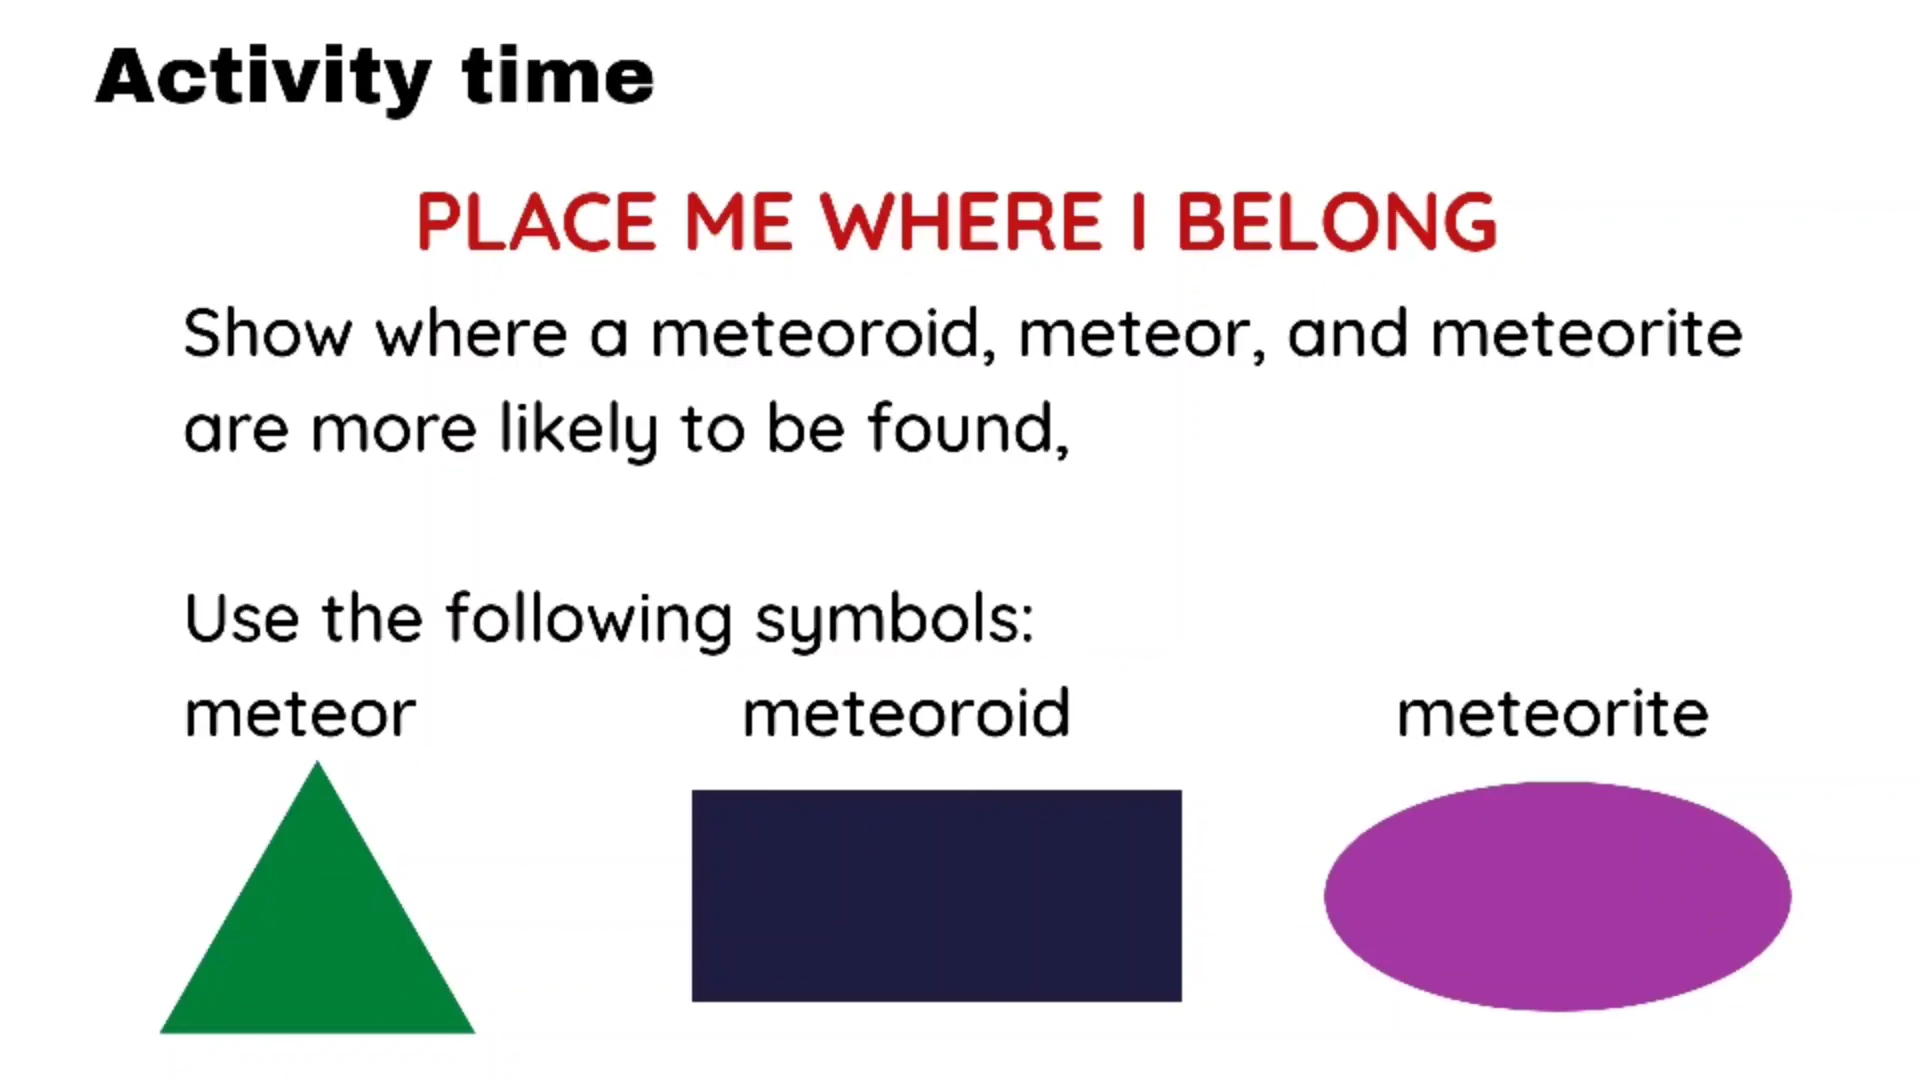 Activity time
PLACE ME WHERE I BELONG
Show where a meteoroid, meteor, and meteorite
are more likely to be found,
Use the following symbols:
meteor meteoroid meteorite